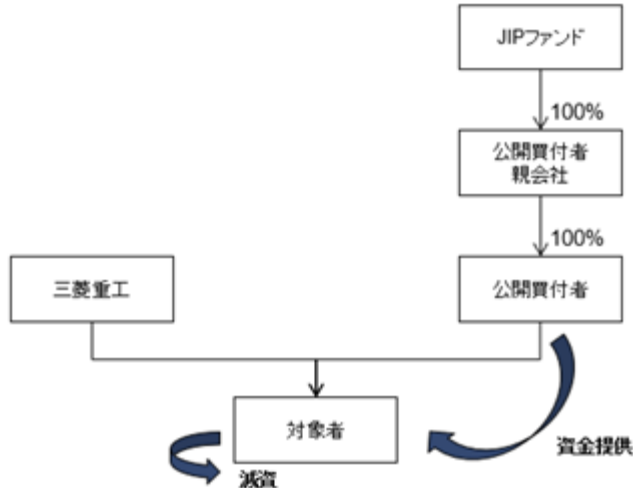 JIPファンド
100%
公開買付者
親会社
100%
三菱重工
公開買付者
対象者
資金提供
減資